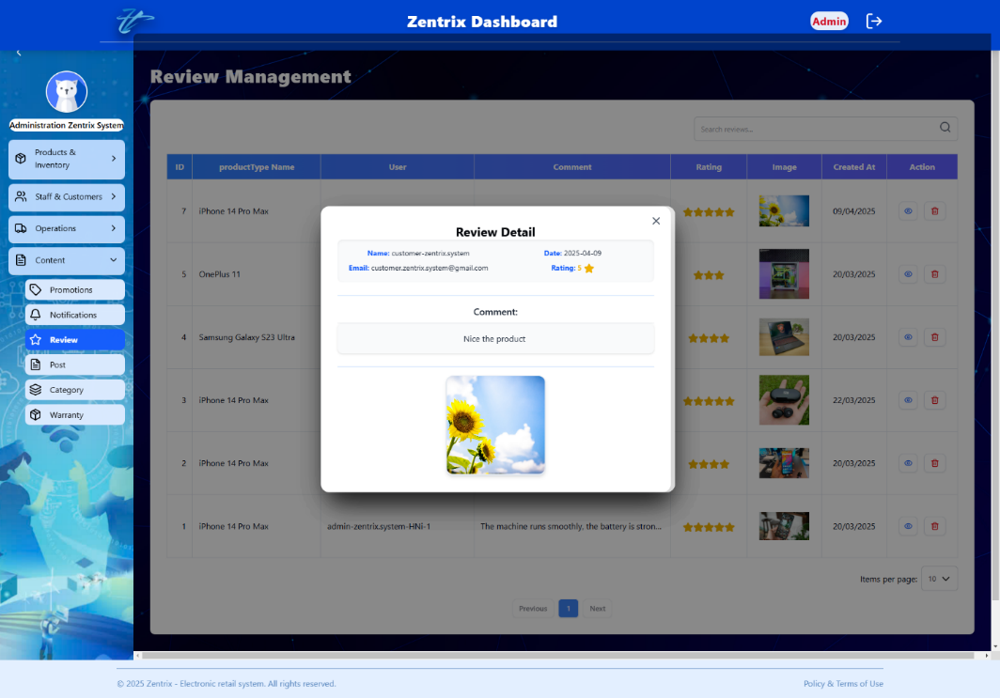 Zentrix Dashboard
Admin
Administration Zentrix System
Products &
Inventory
Staff & Customers
Operations
Content
Promotions
Notifications
Review
Post
Category
Warranty
Review Management
Search reviews...
ID productType Name User Comment Rating Image Created At Action
7 iPhone 14 Pro Max 09/04/2025
5 OnePlus 11 20/03/2025
4 Samsung Galaxy S23 Ultra 20/03/2025
3 iPhone 14 Pro Max 22/03/2025
2 iPhone 14 Pro Max 20/03/2025
1 iPhone 14 Pro Max admin-zentrix.system-HNi-1 The machine runs smoothly, the battery is stron... 20/03/2025
Review Detail
Name: customer-zentrix.system Date: 2025-04-09
Email: customer.zentrix.system@gmail.com Rating: 5
Comment:
Nice the product
Items per page: 10
Previous 1 Next
© 2025 Zentrix - Electronic retail system. All rights reserved.
Policy & Terms of Use